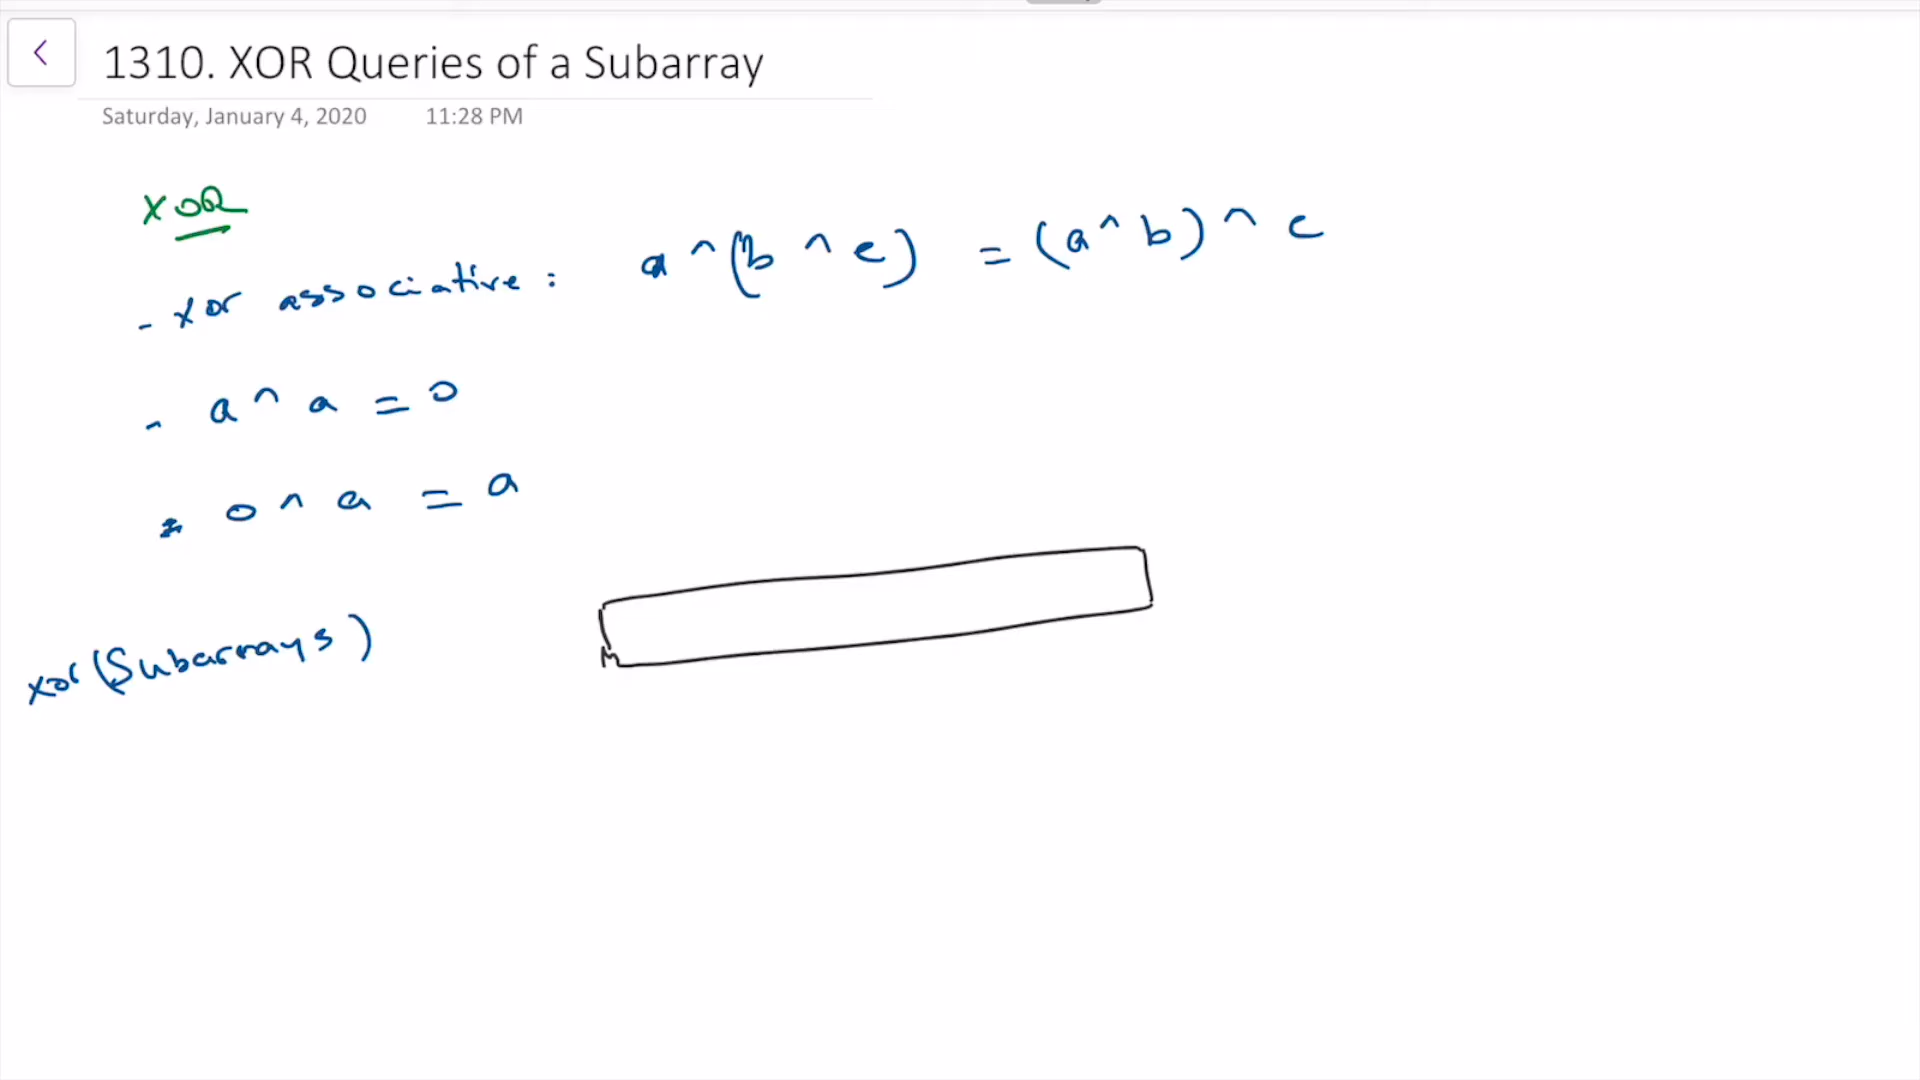 1310. XOR Queries of a Subarray
Saturday, January 4, 2020 11:28 PM
XOR
- xor associative : a ^ (b ^ c) = (a ^ b) ^ c
- a ^ a = 0
- 0 ^ a = a
xor (Subarrays)